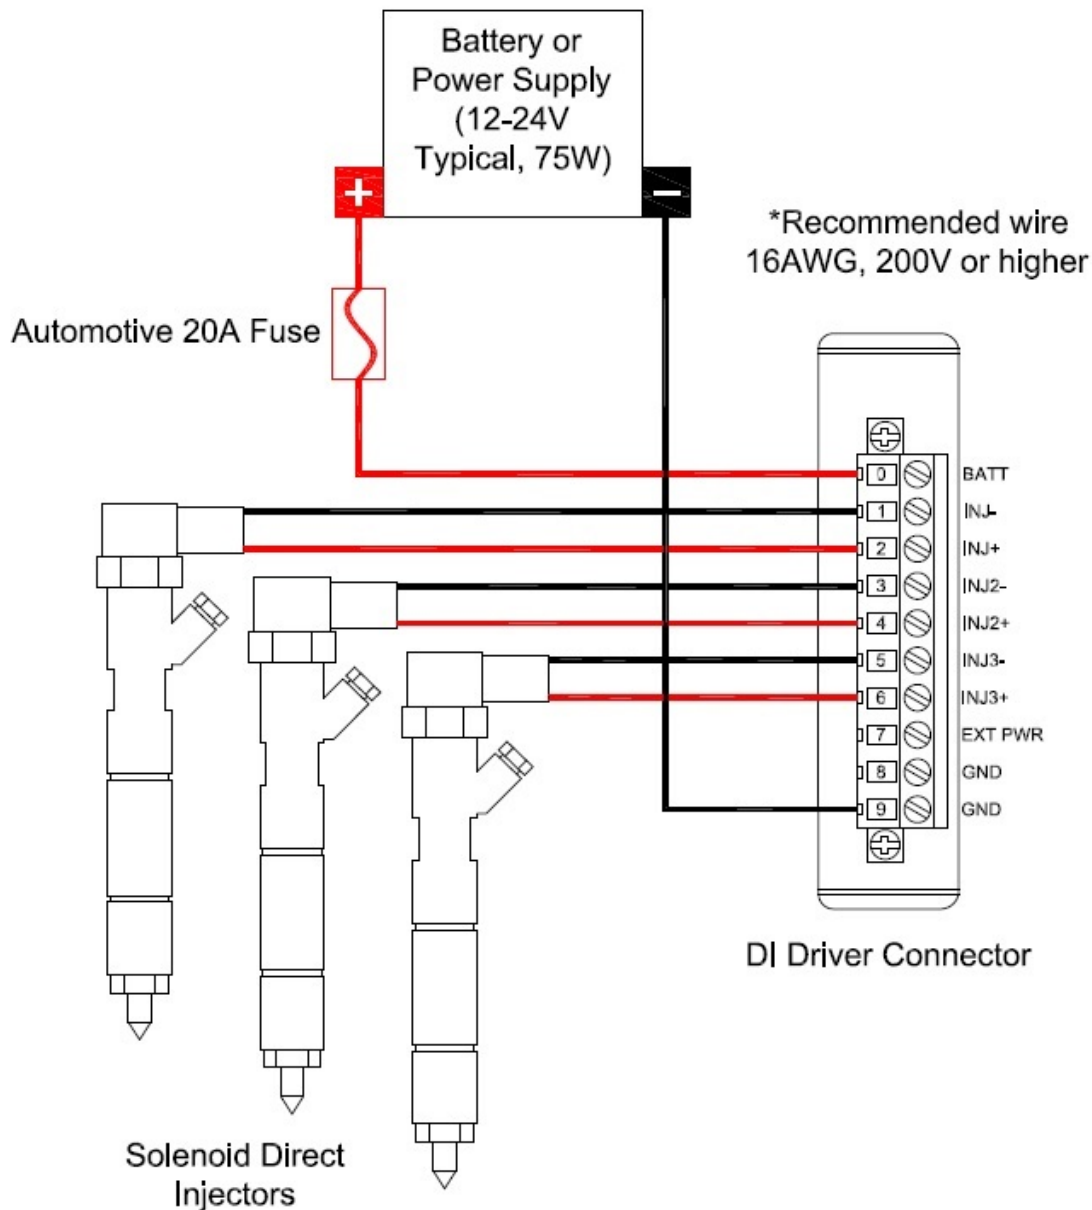 Battery or
Power Supply
(12-24V
Typical, 75W)
+
−
*Recommended wire
16AWG, 200V or higher
Automotive 20A Fuse
0 BATT
1 INJ-
2 INJ+
3 INJ2-
4 INJ2+
5 INJ3-
6 INJ3+
7 EXT PWR
8 GND
9 GND
DI Driver Connector
Solenoid Direct
Injectors